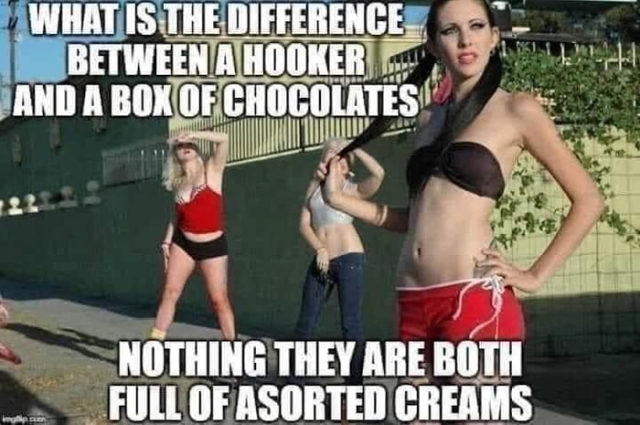 WHAT IS THE DIFFERENCE
BETWEEN A HOOKER
AND A BOX OF CHOCOLATES
NOTHING THEY ARE BOTH
FULL OF ASORTED CREAMS
imgflip.com